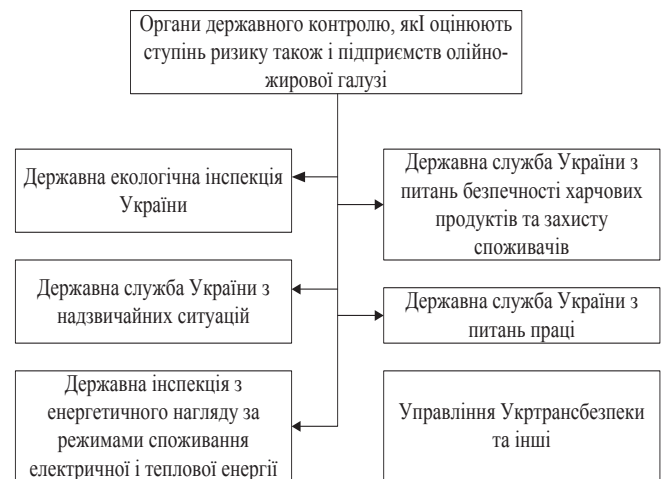 Органи державного контролю, якІ оцінюють
ступінь ризику також і підприємств олійно-
жирової галузі
Державна екологічна інспекція
України
Державна служба України з
питань безпечності харчових
продуктів та захисту
споживачів
Державна служба України з
надзвичайних ситуацій
Державна служба України з
питань праці
Державна інспекція з
енергетичного нагляду за
режимами споживання
електричної і теплової енергії
Управління Укртрансбезпеки
та інші